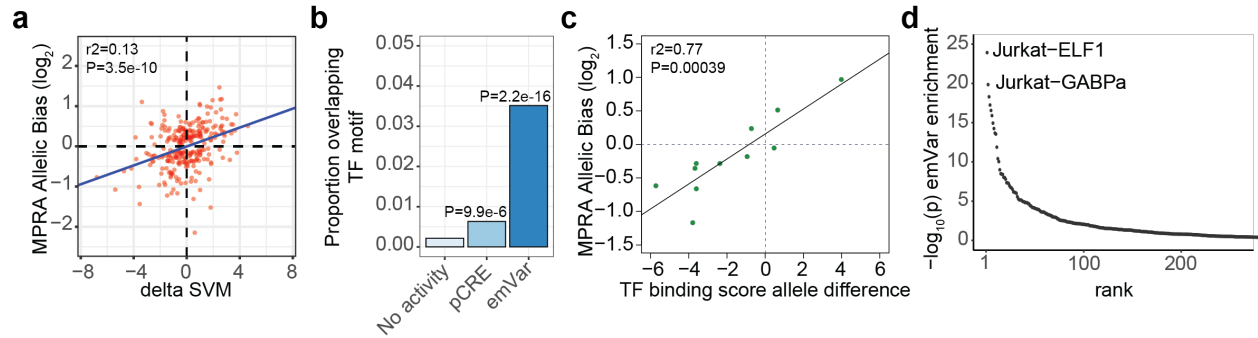 a
r2=0.13
P=3.5e-10
MPRA Allelic Bias (log2)
2
1
0
−1
−2
−8 −4 0 4 8
delta SVM
b
Proportion overlapping
TF motif
0.05
0.04
0.03
0.02
0.01
0.00
P=2.2e-16
P=9.9e-6
No activity
pCRE
emVar
c
r2=0.77
P=0.00039
MPRA Allelic Bias (log2)
1.5
1.0
0.5
0.0
−0.5
−1.0
−1.5
−6 −4 −2 0 2 4 6
TF binding score allele difference
d
−log10(p) emVar enrichment
25
20
15
10
5
0
Jurkat−ELF1
Jurkat−GABPa
1 100 200
rank